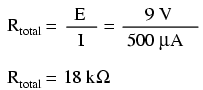 R_total = E / I = 9 V / 500 µA
R_total = 18 kΩ